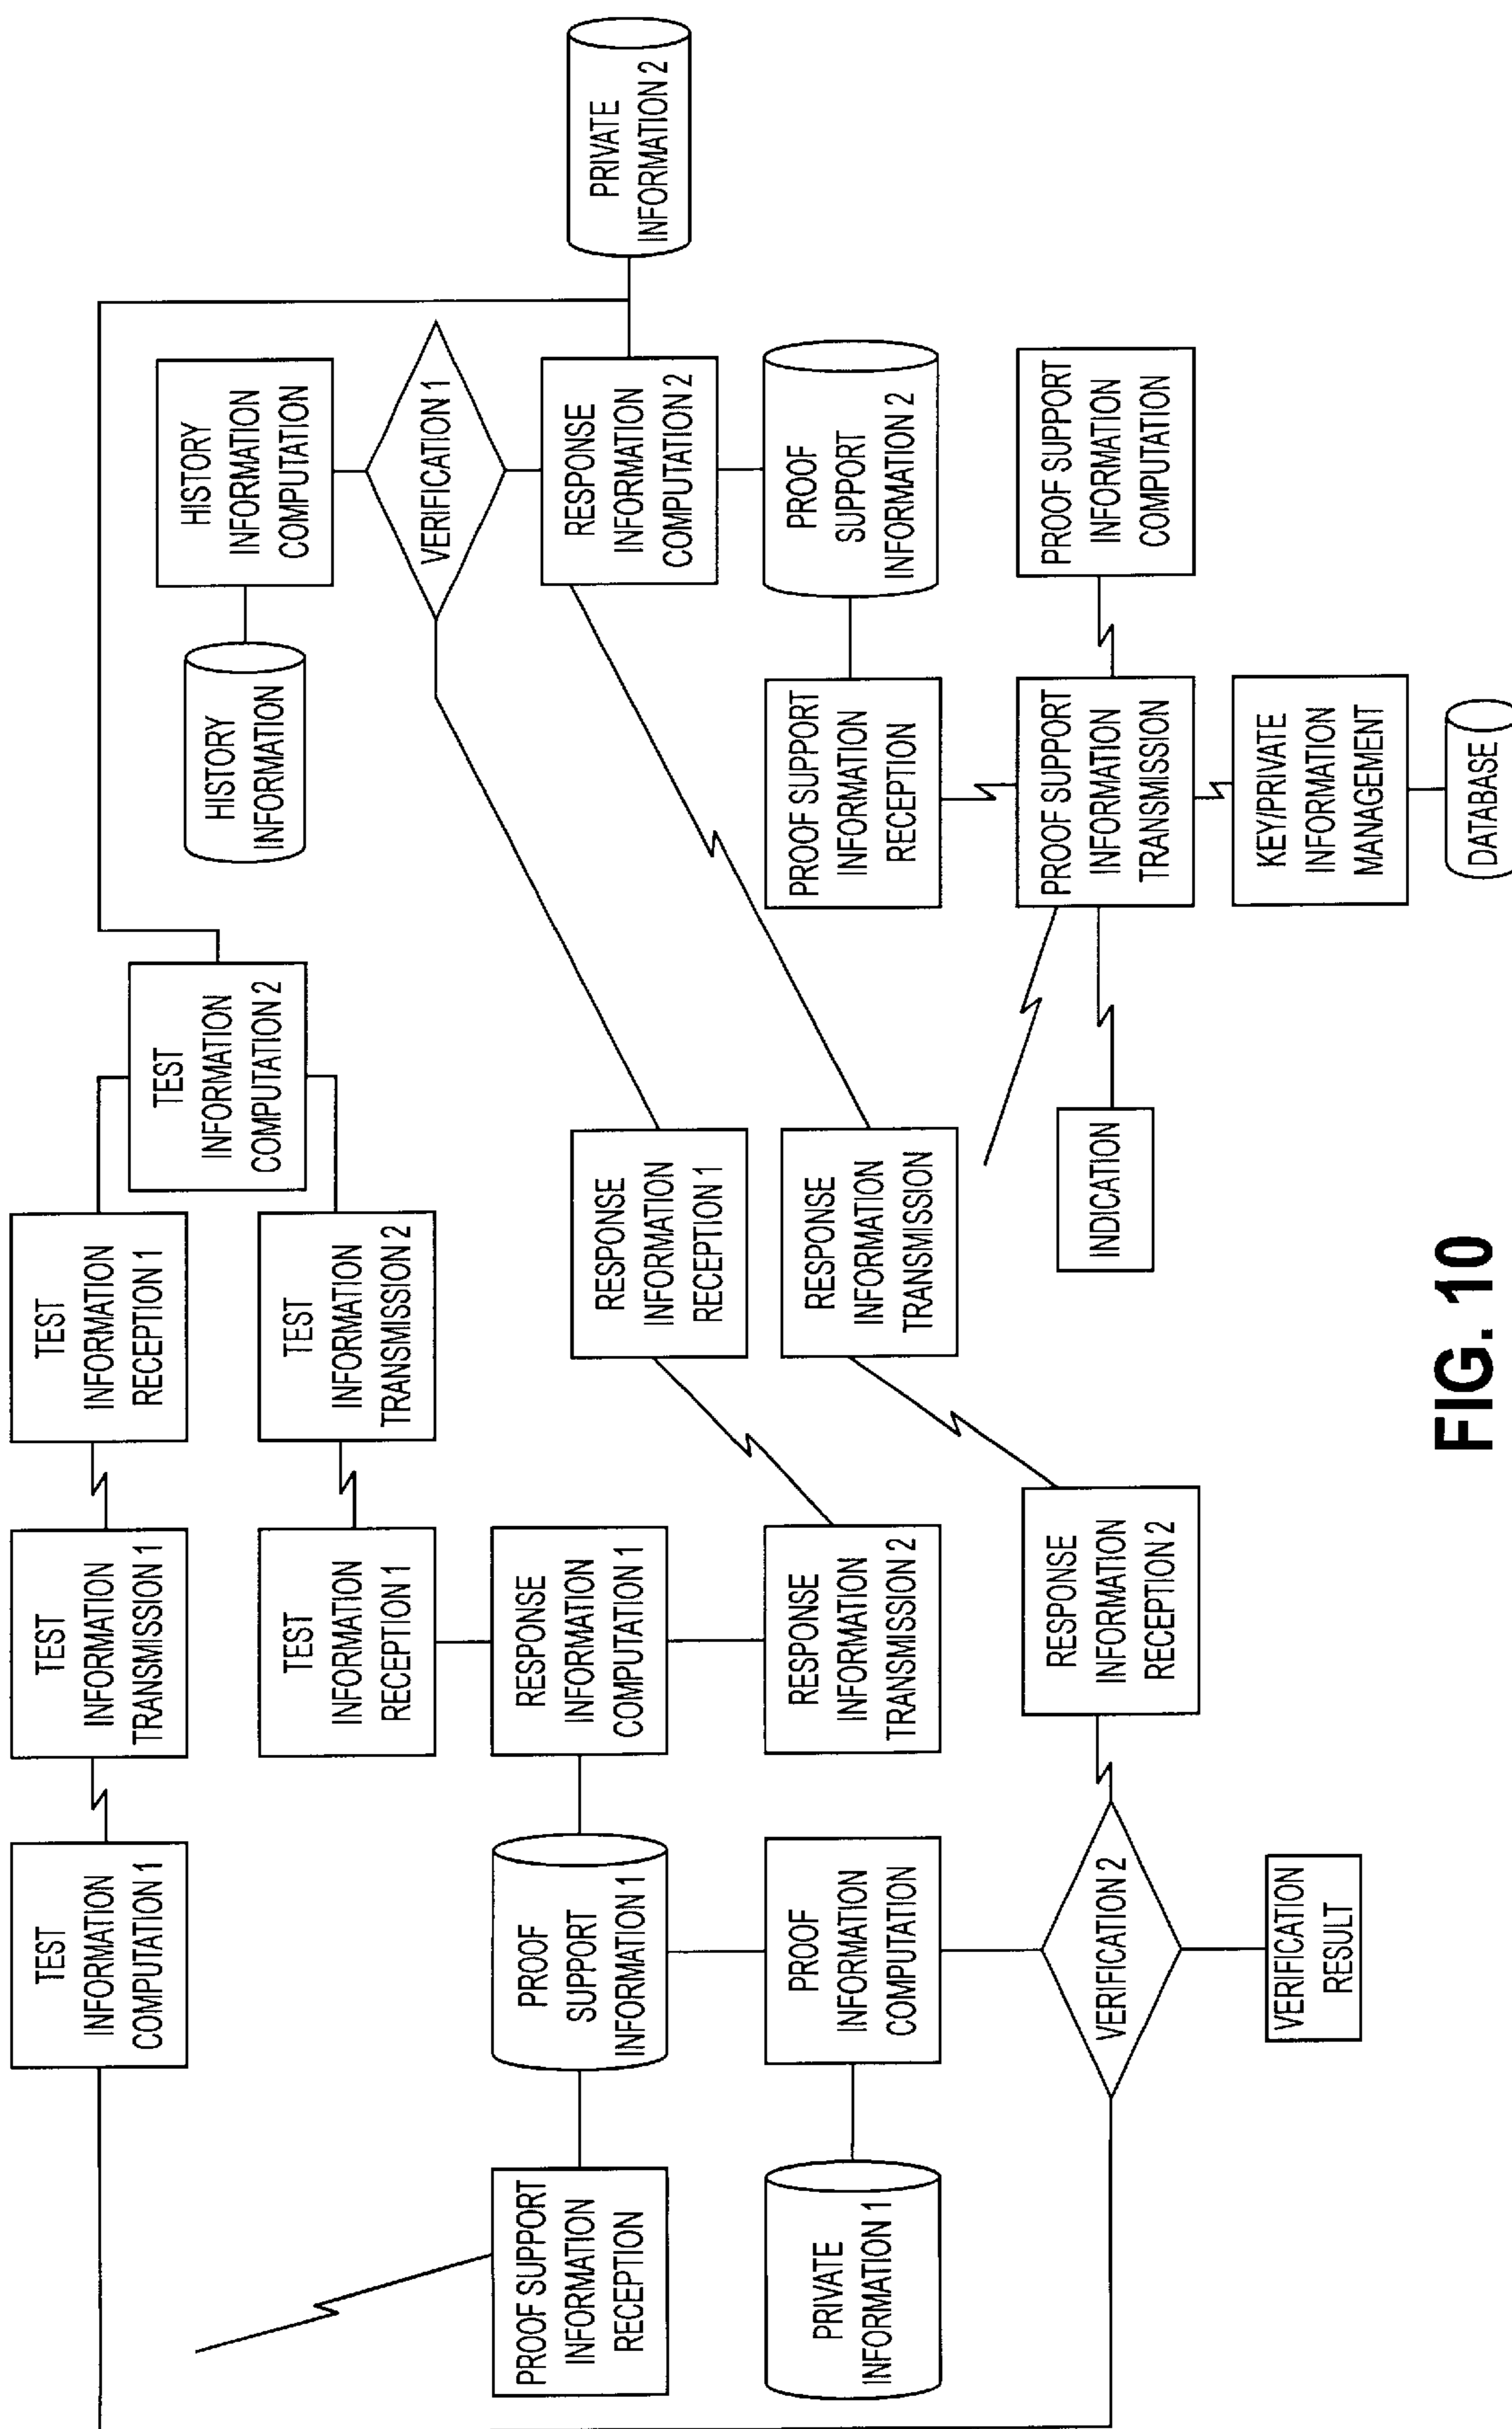 TEST
INFORMATION
COMPUTATION 1
TEST
INFORMATION
TRANSMISSION 1
TEST
INFORMATION
RECEPTION 1
TEST
INFORMATION
COMPUTATION 2
TEST
INFORMATION
RECEPTION 1
TEST
INFORMATION
TRANSMISSION 2
HISTORY
INFORMATION
HISTORY
INFORMATION
COMPUTATION
VERIFICATION 1
PROOF SUPPORT
INFORMATION
RECEPTION
PROOF
SUPPORT
INFORMATION 1
RESPONSE
INFORMATION
COMPUTATION 1
RESPONSE
INFORMATION
RECEPTION 1
RESPONSE
INFORMATION
COMPUTATION 2
PRIVATE
INFORMATION 2
PRIVATE
INFORMATION 1
PROOF
INFORMATION
COMPUTATION
RESPONSE
INFORMATION
TRANSMISSION 2
RESPONSE
INFORMATION
TRANSMISSION
PROOF SUPPORT
INFORMATION
RECEPTION
PROOF
SUPPORT
INFORMATION 2
VERIFICATION 2
RESPONSE
INFORMATION
RECEPTION 2
INDICATION
PROOF SUPPORT
INFORMATION
TRANSMISSION
PROOF SUPPORT
INFORMATION
COMPUTATION
VERIFICATION
RESULT
KEY/PRIVATE
INFORMATION
MANAGEMENT
DATABASE
FIG. 10